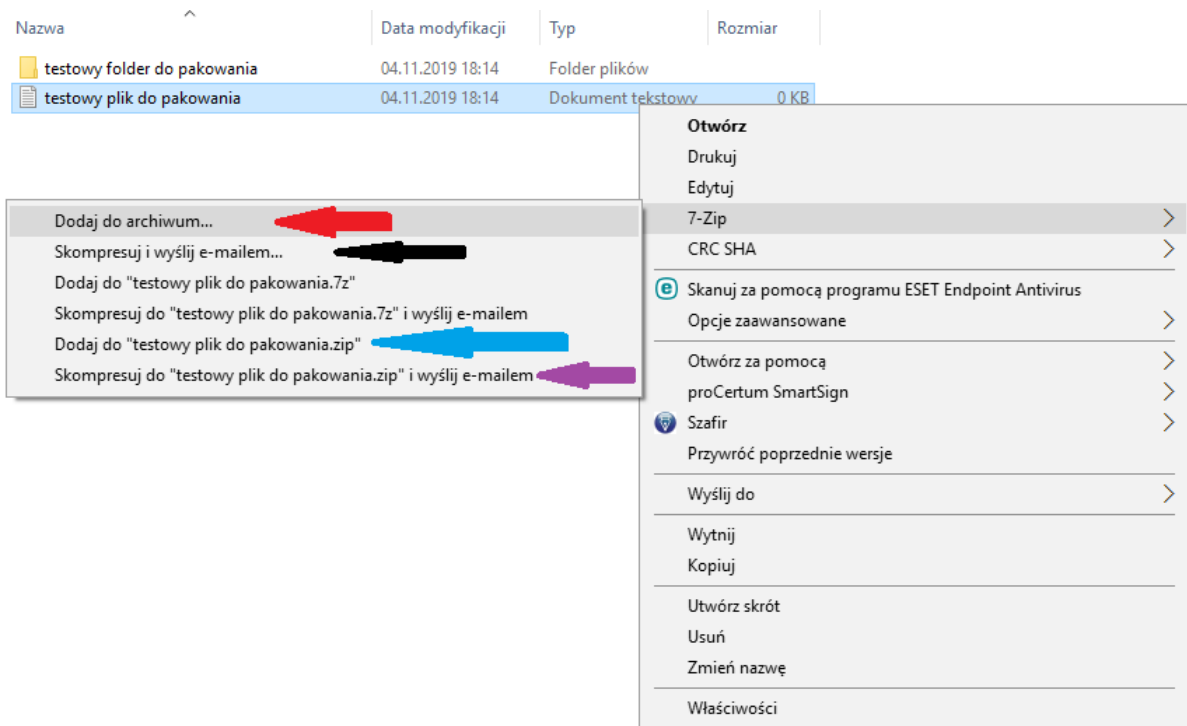 Nazwa Data modyfikacji Typ Rozmiar
testowy folder do pakowania 04.11.2019 18:14 Folder plików
testowy plik do pakowania 04.11.2019 18:14 Dokument tekstowy 0 KB
Otwórz
Drukuj
Edytuj
7-Zip
CRC SHA
Skanuj za pomocą programu ESET Endpoint Antivirus
Opcje zaawansowane
Otwórz za pomocą
proCertum SmartSign
Szafir
Przywróć poprzednie wersje
Wyślij do
Wytnij
Kopiuj
Utwórz skrót
Usuń
Zmień nazwę
Właściwości
Dodaj do archiwum...
Skompresuj i wyślij e-mailem...
Dodaj do "testowy plik do pakowania.7z"
Skompresuj do "testowy plik do pakowania.7z" i wyślij e-mailem
Dodaj do "testowy plik do pakowania.zip"
Skompresuj do "testowy plik do pakowania.zip" i wyślij e-mailem